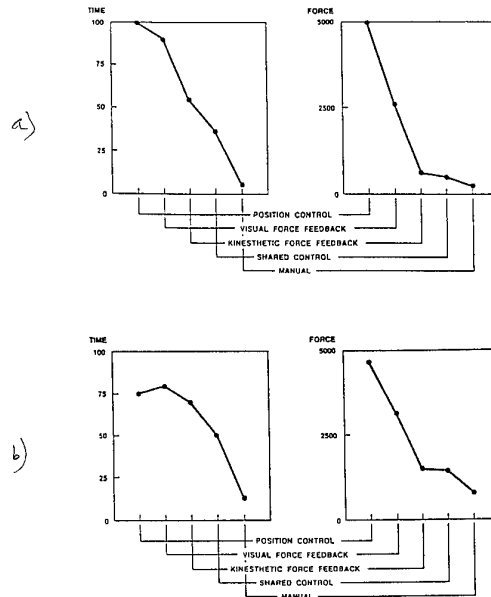 a)
TIME
100
75
50
25
0
FORCE
5000
2500
0
POSITION CONTROL
VISUAL FORCE FEEDBACK
KINESTHETIC FORCE FEEDBACK
SHARED CONTROL
MANUAL
b)
TIME
100
75
50
25
0
FORCE
5000
2500
0
POSITION CONTROL
VISUAL FORCE FEEDBACK
KINESTHETIC FORCE FEEDBACK
SHARED CONTROL
MANUAL